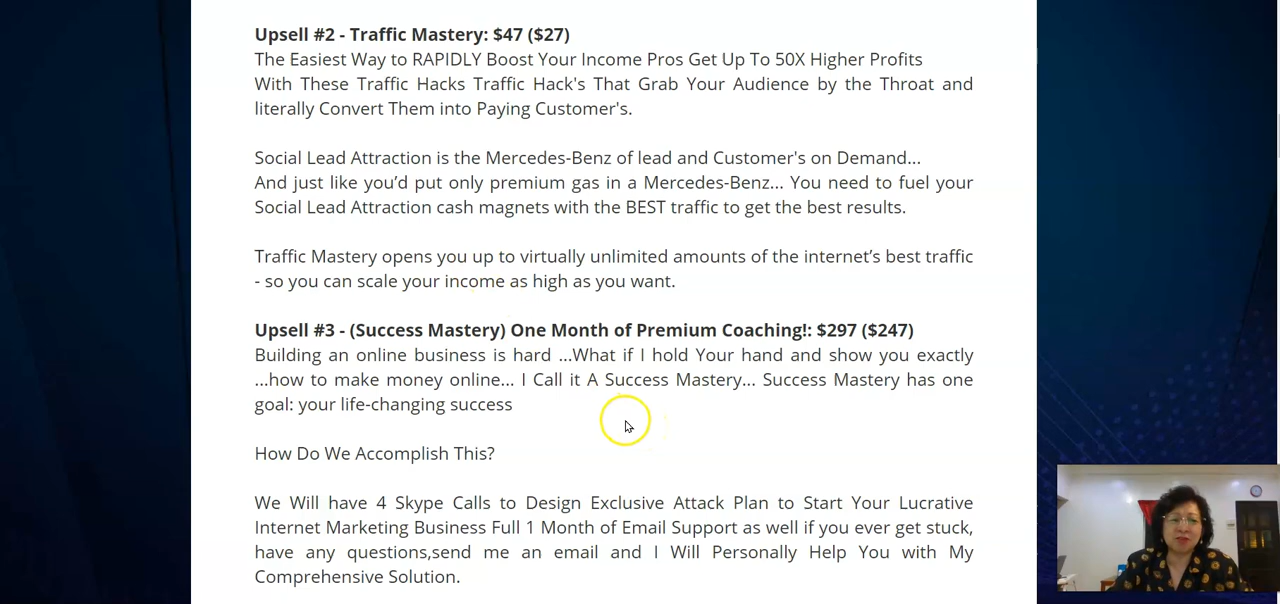 Upsell #2 - Traffic Mastery: $47 ($27)
The Easiest Way to RAPIDLY Boost Your Income Pros Get Up To 50X Higher Profits
With These Traffic Hacks Traffic Hack's That Grab Your Audience by the Throat and
literally Convert Them into Paying Customer's.
Social Lead Attraction is the Mercedes-Benz of lead and Customer's on Demand...
And just like you’d put only premium gas in a Mercedes-Benz... You need to fuel your
Social Lead Attraction cash magnets with the BEST traffic to get the best results.
Traffic Mastery opens you up to virtually unlimited amounts of the internet’s best traffic
- so you can scale your income as high as you want.
Upsell #3 - (Success Mastery) One Month of Premium Coaching!: $297 ($247)
Building an online business is hard ...What if I hold Your hand and show you exactly
...how to make money online... I Call it A Success Mastery... Success Mastery has one
goal: your life-changing success
How Do We Accomplish This?
We Will have 4 Skype Calls to Design Exclusive Attack Plan to Start Your Lucrative
Internet Marketing Business Full 1 Month of Email Support as well if you ever get stuck,
have any questions,send me an email and I Will Personally Help You with My
Comprehensive Solution.